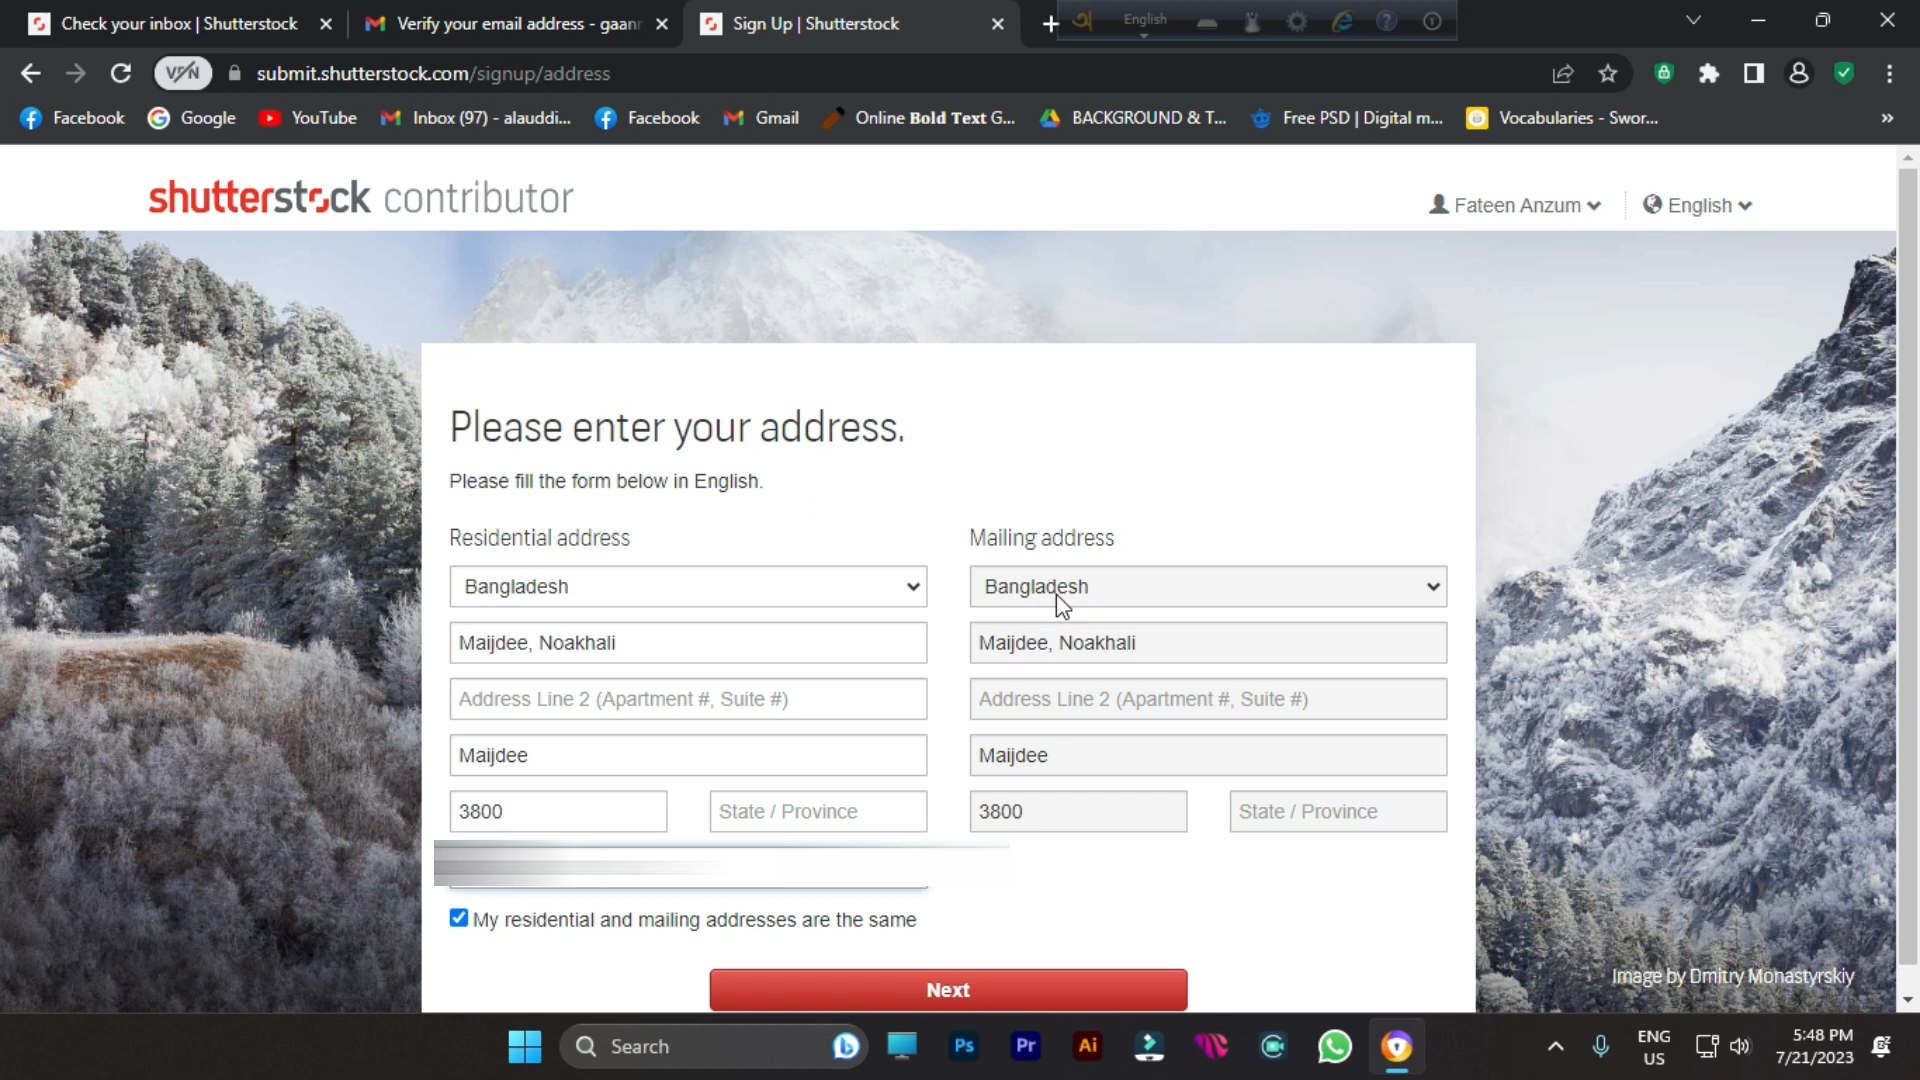 Check your inbox | Shutterstock
Verify your email address - gaanr
Sign Up | Shutterstock
English
VPN
submit.shutterstock.com/signup/address
Facebook
Google
YouTube
Inbox (97) - alauddi...
Facebook
Gmail
Online Bold Text G...
BACKGROUND & T...
Free PSD | Digital m...
Vocabularies - Swor...
»
shutterstock contributor
Fateen Anzum
English
Please enter your address.
Please fill the form below in English.
Residential address
Mailing address
Bangladesh
Bangladesh
Maijdee, Noakhali
Maijdee, Noakhali
Address Line 2 (Apartment #, Suite #)
Address Line 2 (Apartment #, Suite #)
Maijdee
Maijdee
3800
State / Province
3800
State / Province
My residential and mailing addresses are the same
Next
Image by Dmitry Monastyrskiy
Search
Ps
Pr
Ai
ENG
US
5:48 PM
7/21/2023